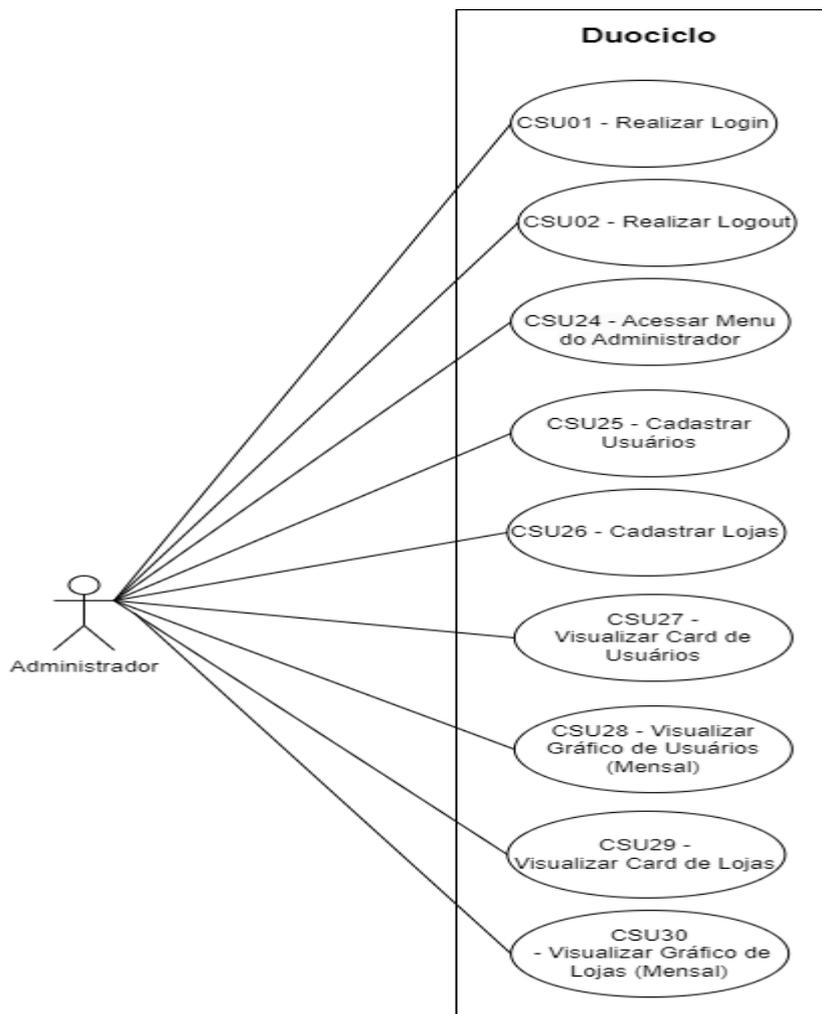 Duociclo
CSU01 - Realizar Login
CSU02 - Realizar Logout
CSU24 - Acessar Menu
do Administrador
CSU25 - Cadastrar
Usuários
CSU26 - Cadastrar Lojas
CSU27 -
Visualizar Card de
Usuários
Administrador
CSU28 - Visualizar
Gráfico de Usuários
(Mensal)
CSU29 -
Visualizar Card de Lojas
CSU30
- Visualizar Gráfico de
Lojas (Mensal)